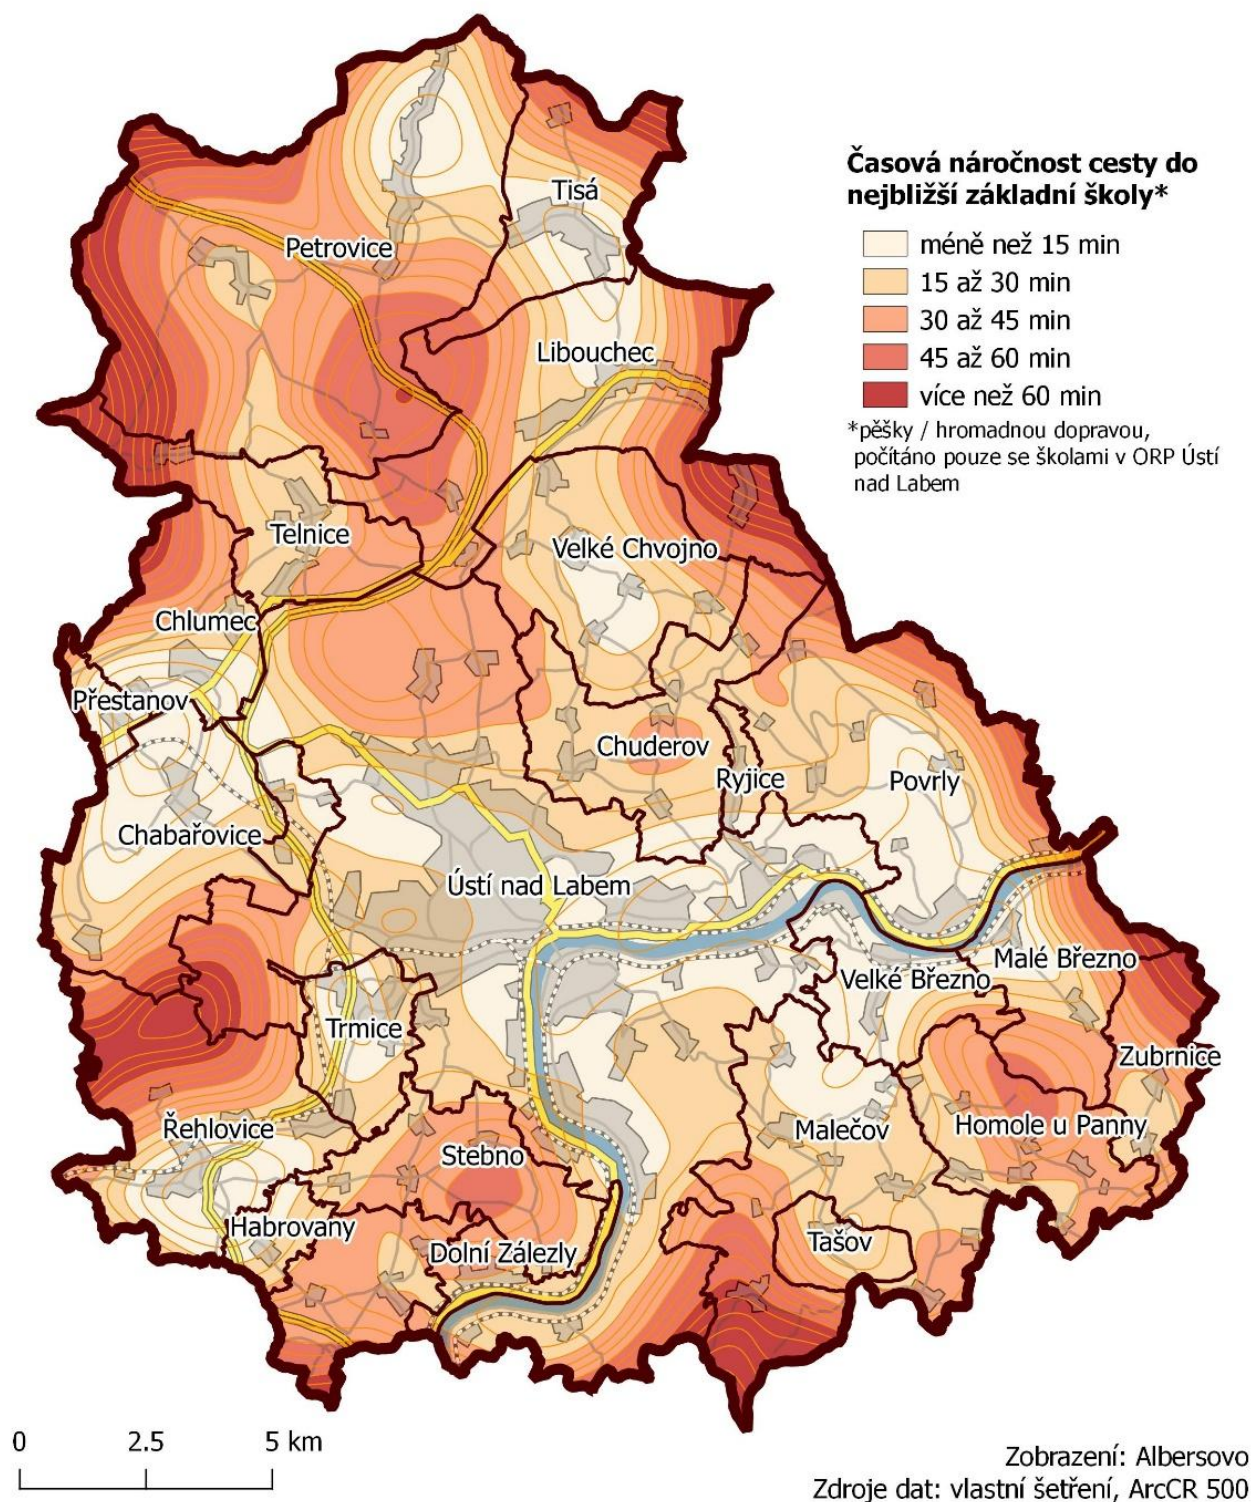 Časová náročnost cesty do
nejbližší základní školy*
méně než 15 min
15 až 30 min
30 až 45 min
45 až 60 min
více než 60 min
*pěšky / hromadnou dopravou,
počítáno pouze se školami v ORP Ústí
nad Labem
Tisá
Petrovice
Libouchec
Telnice
Velké Chvojno
Chlumec
Přestanov
Chuderov
Ryjice
Povrly
Chabařovice
Ústí nad Labem
Malé Březno
Velké Březno
Trmice
Zubrnice
Řehlovice
Malečov
Homole u Panny
Stebno
Habrovany
Dolní Zálezly
Tašov
0 2.5 5 km
Zobrazení: Albersovo
Zdroje dat: vlastní šetření, ArcCR 500